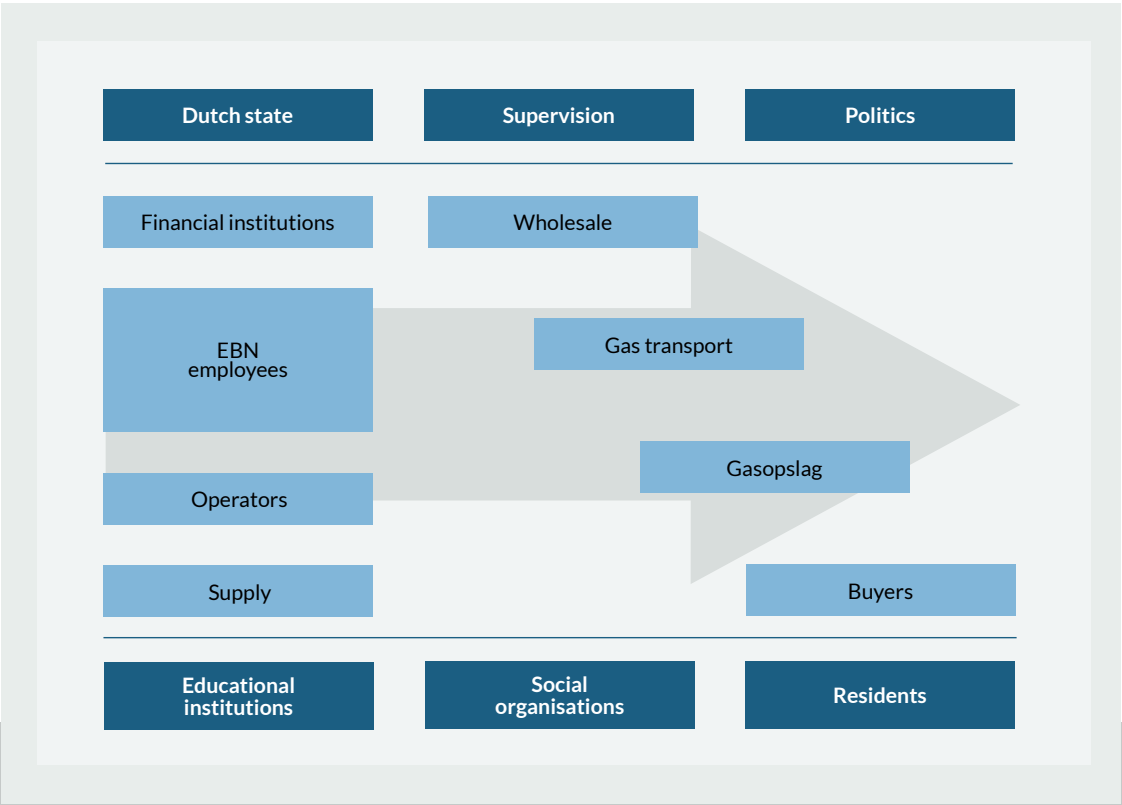 Dutch state
Supervision
Politics
Financial institutions
Wholesale
EBN
employees
Gas transport
Gasopslag
Operators
Supply
Buyers
Educational
institutions
Social
organisations
Residents